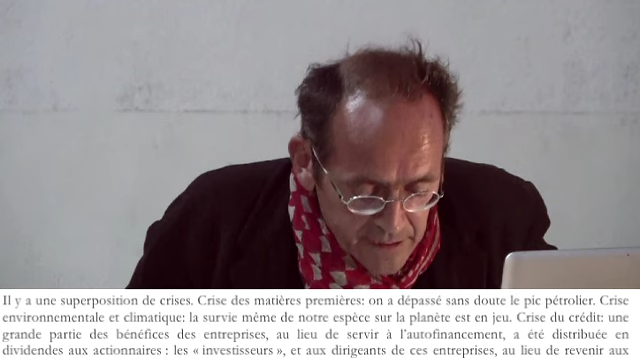 Il y a une superposition de crises. Crise des matières premières: on a dépassé sans doute le pic pétrolier. Crise
environnementale et climatique: la survie même de notre espèce sur la planète est en jeu. Crise du crédit: une
grande partie des bénéfices des entreprises, au lieu de servir à l'autofinancement, a été distribuée en
dividendes aux actionnaires : les « investisseurs », et aux dirigeants de ces entreprises, au lieu de revenir aux